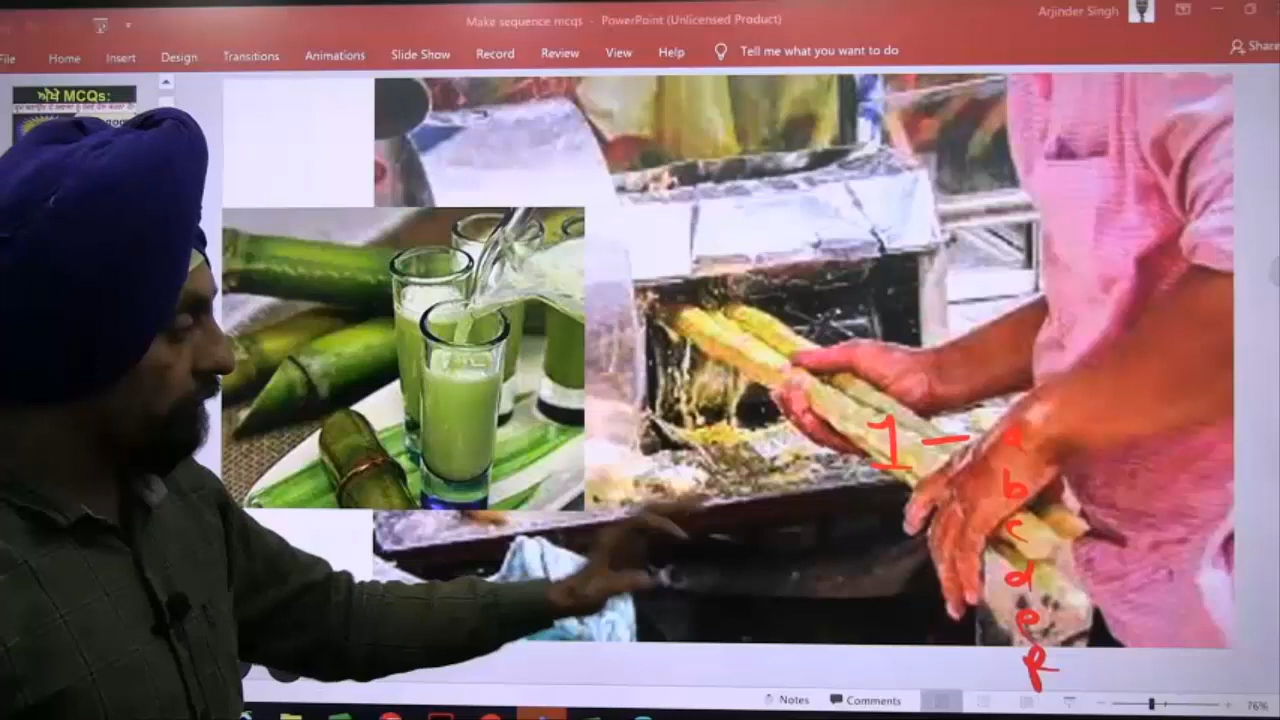 Make sequence mcqs - PowerPoint (Unlicensed Product)
Arjinder Singh
File Home Insert Design Transitions Animations Slide Show Record Review View Help Tell me what you want to do
Share
ਔਖੇ MCQs:
1 - a
b
c
d
e
f
Notes Comments
76%